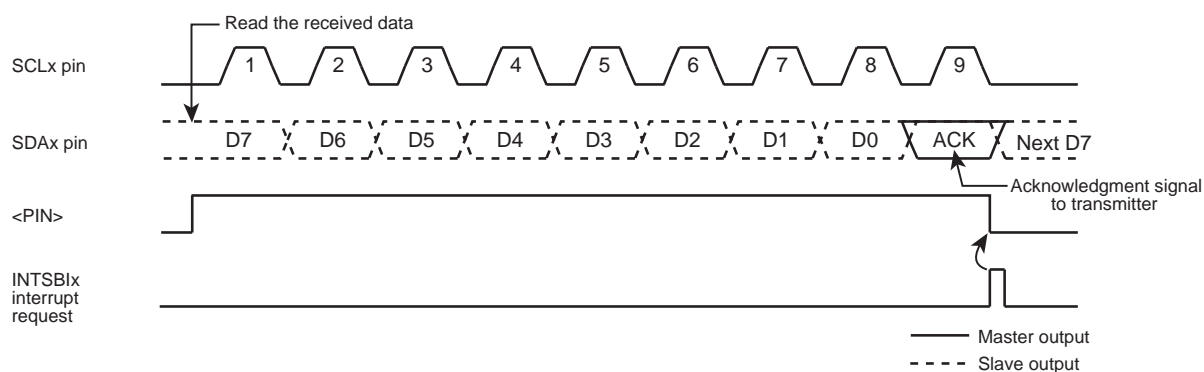 Read the received data
SCLx pin
1 2 3 4 5 6 7 8 9
SDAx pin
D7 D6 D5 D4 D3 D2 D1 D0 ACK Next D7
Acknowledgment signal
to transmitter
<PIN>
INTSBIx
interrupt
request
Master output
Slave output